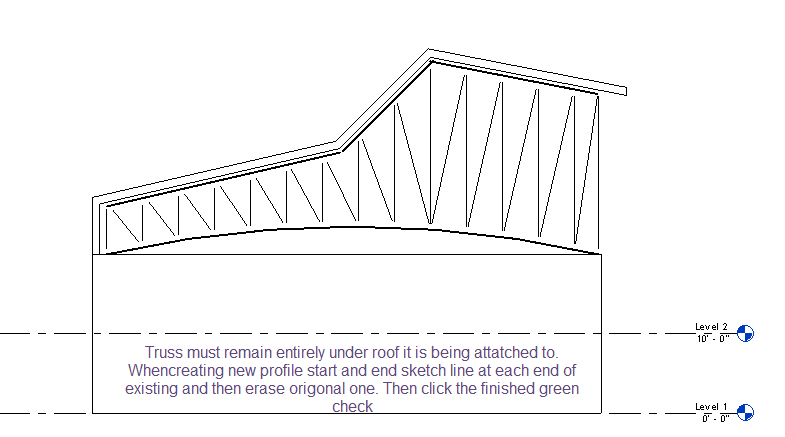 Level 2
10' - 0"
Truss must remain entirely under roof it is being attatched to.
Whencreating new profile start and end sketch line at each end of
existing and then erase origonal one. Then click the finished green
check
Level 1
0' - 0"